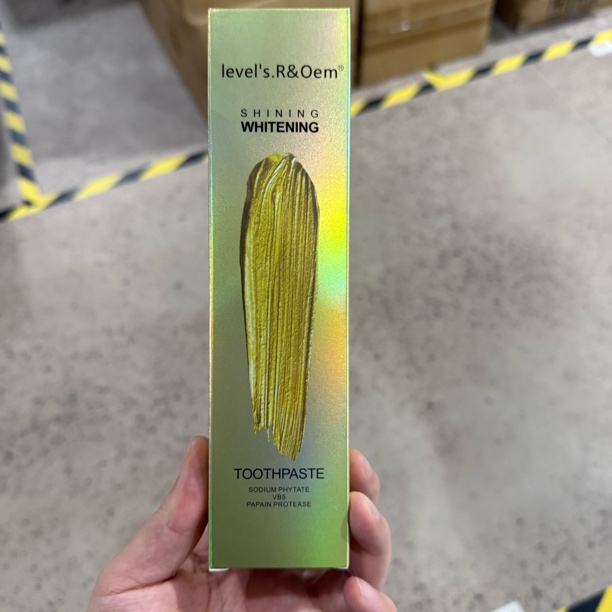 level's.R&Oem®
SHINING
WHITENING
TOOTHPASTE
SODIUM PHYTATE
VB5
PAPAIN PROTEASE